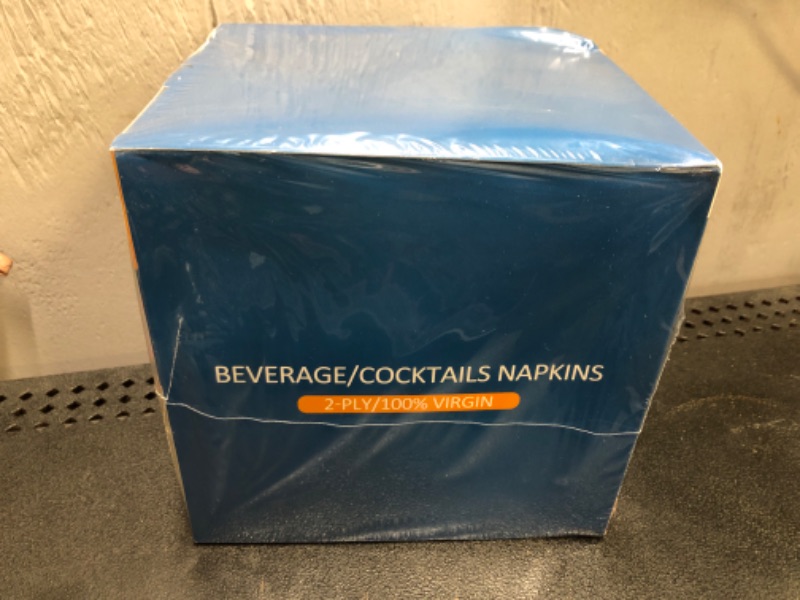 BEVERAGE/COCKTAILS NAPKINS
2-PLY/100% VIRGIN